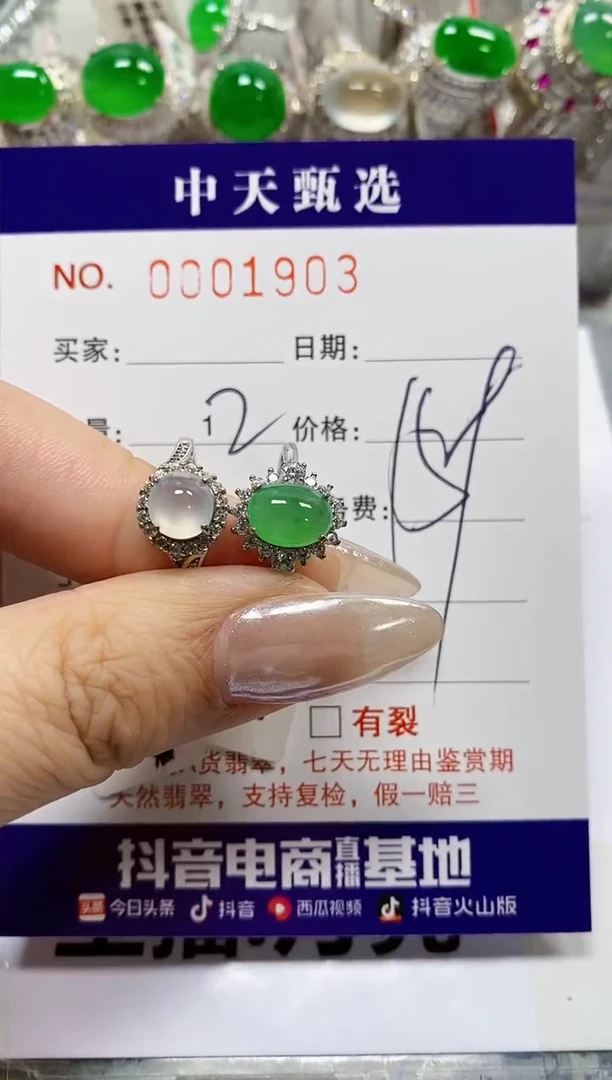 中天甄选
NO. 0001903
买家: 日期:
量: 12 价格:
费:
有裂
货翡翠，七天无理由鉴赏期
天然翡翠，支持复检，假一赔三
抖音电商直播基地
头条 今日头条 抖音 西瓜视频 抖音火山版